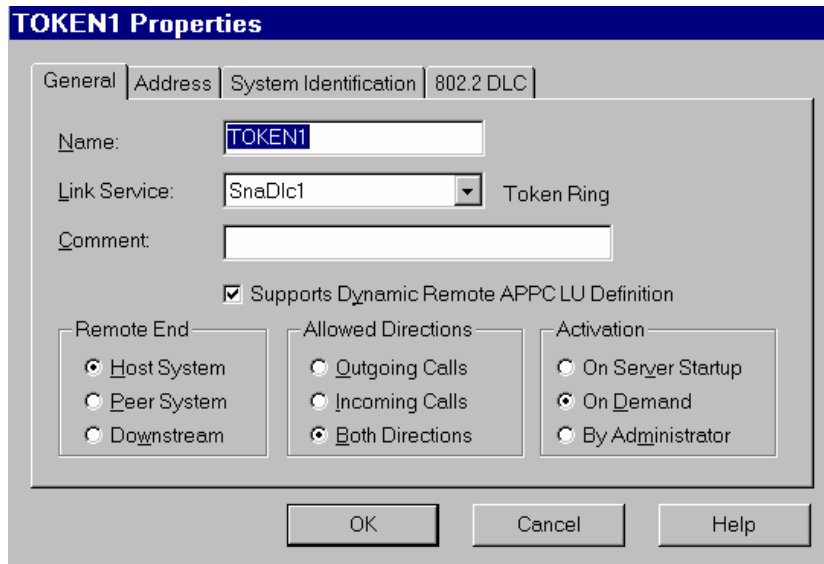 TOKEN1 Properties
General Address System Identification 802.2 DLC
Name: TOKEN1
Link Service: SnaDlc1 Token Ring
Comment:
Supports Dynamic Remote APPC LU Definition
Remote End Allowed Directions Activation
Host System Outgoing Calls On Server Startup
Peer System Incoming Calls On Demand
Downstream Both Directions By Administrator
OK Cancel Help